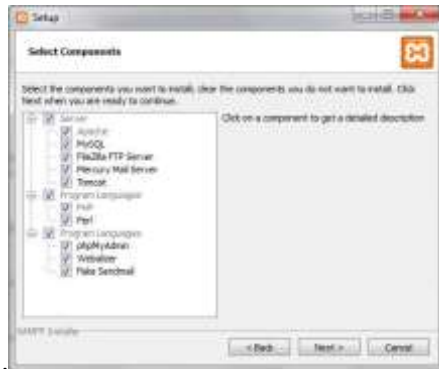 Setup
Select Components
Select the components you want to install; clear the components you do not want to install. Click
Next when you are ready to continue.
Server
Apache
MySQL
FileZilla FTP Server
Mercury Mail Server
Tomcat
Program Languages
PHP
Perl
Program Languages
phpMyAdmin
Webalizer
Fake Sendmail
Click on a component to get a detailed description
XAMPP Installer
< Back
Next >
Cancel